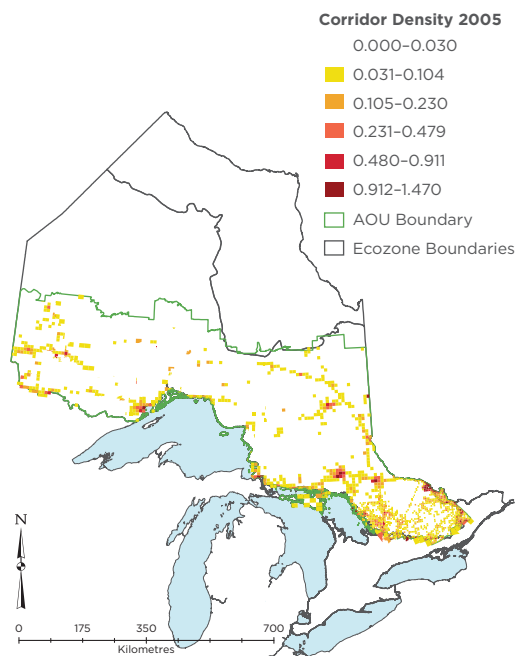 Corridor Density 2005
0.000–0.030
0.031–0.104
0.105–0.230
0.231–0.479
0.480–0.911
0.912–1.470
AOU Boundary
Ecozone Boundaries
N
0 175 350 700
Kilometres